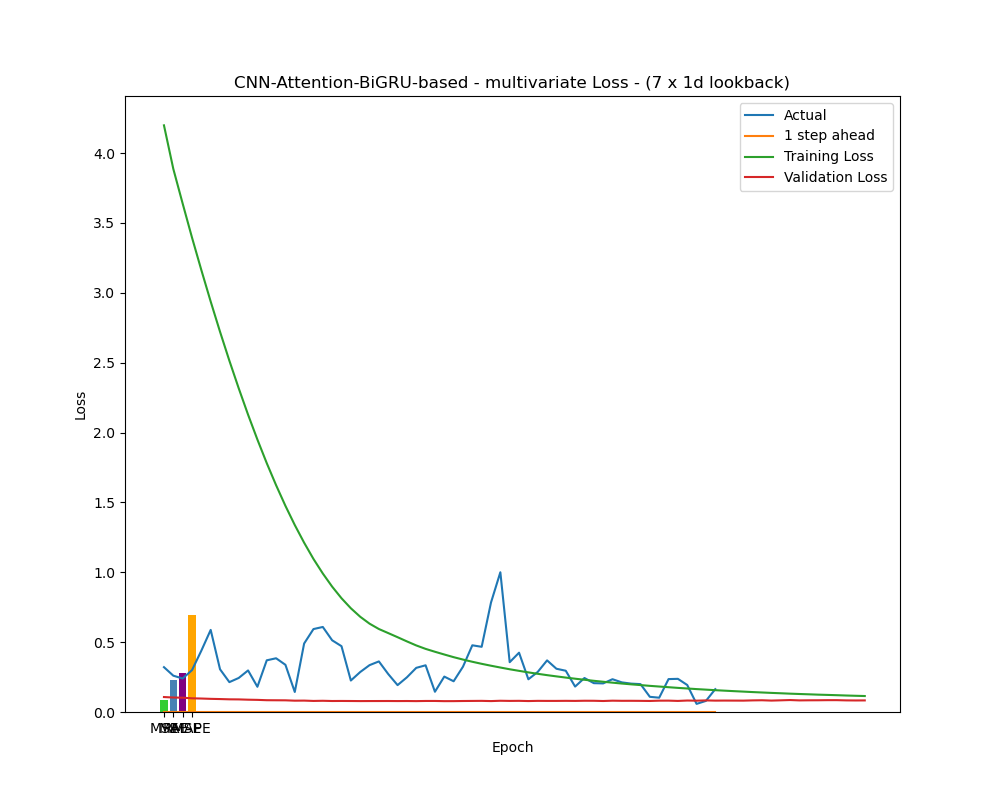 CNN-Attention-BiGRU-based - multivariate Loss - (7 x 1d lookback)
Actual
1 step ahead
Training Loss
Validation Loss
4.0
3.5
3.0
2.5
2.0
1.5
1.0
0.5
0.0
Loss
Epoch